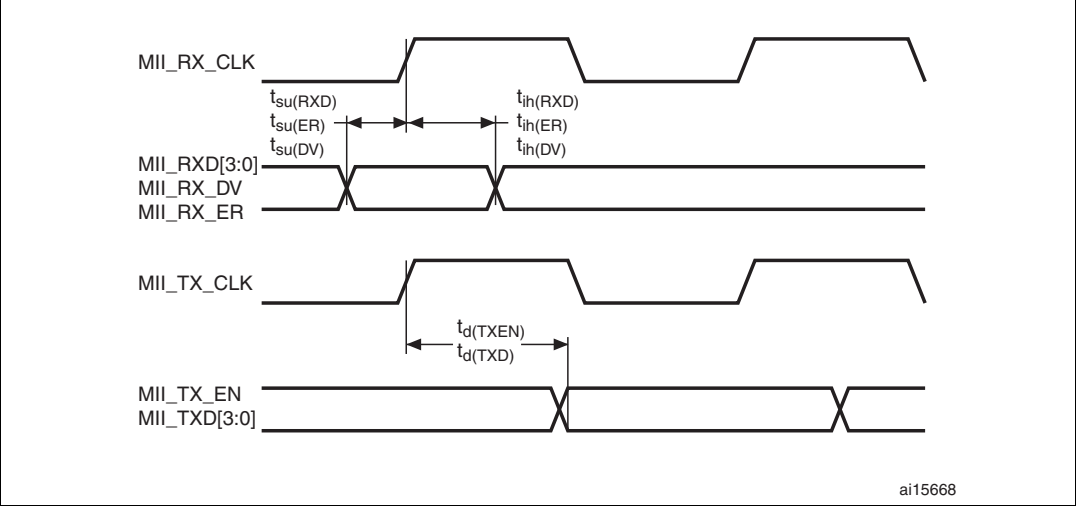 MII_RX_CLK
tsu(RXD)
tsu(ER)
tsu(DV)
tih(RXD)
tih(ER)
tih(DV)
MII_RXD[3:0]
MII_RX_DV
MII_RX_ER
MII_TX_CLK
td(TXEN)
td(TXD)
MII_TX_EN
MII_TXD[3:0]
ai15668